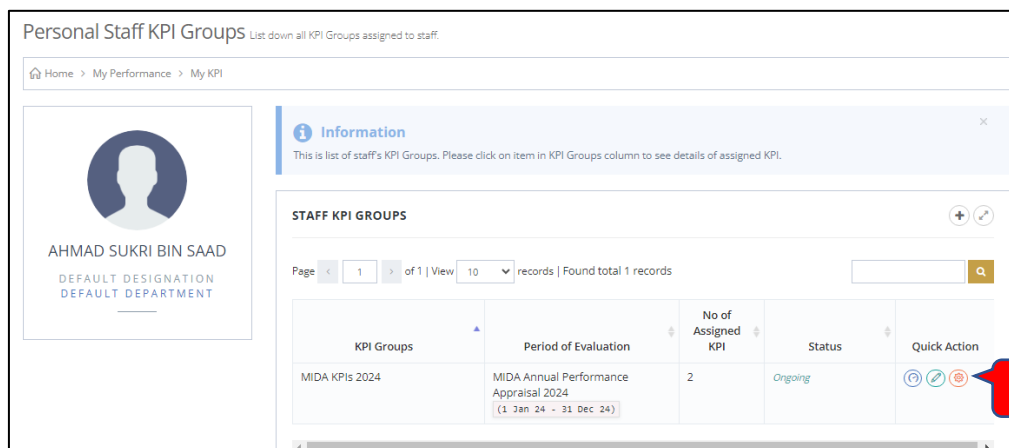 Personal Staff KPI Groups List down all KPI Groups assigned to staff.
Home > My Performance > My KPI
AHMAD SUKRI BIN SAAD
DEFAULT DESIGNATION
DEFAULT DEPARTMENT
Information
This is list of staff's KPI Groups. Please click on item in KPI Groups column to see details of assigned KPI.
STAFF KPI GROUPS
Page < 1 > of 1 | View 10 records | Found total 1 records
KPI Groups
Period of Evaluation
No of
Assigned
KPI
Status
Quick Action
MIDA KPIs 2024
MIDA Annual Performance
Appraisal 2024
(1 Jan 24 - 31 Dec 24)
2
Ongoing